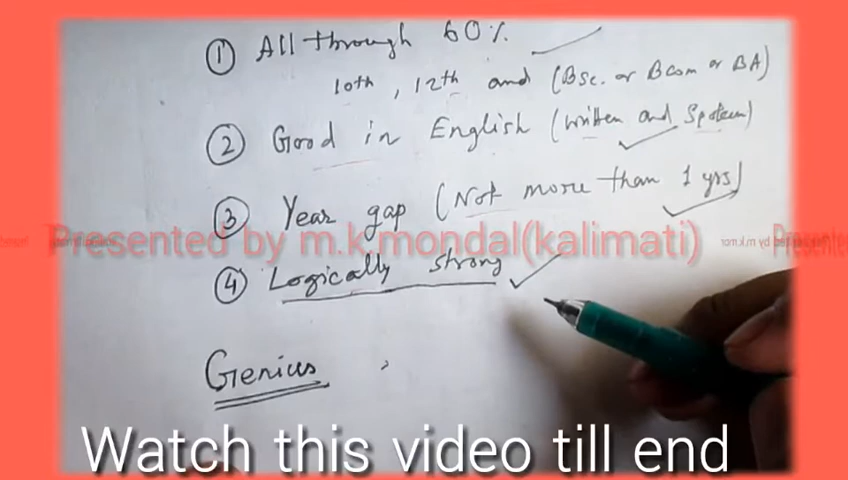 ① All through 60%
10th, 12th and (BSc. or BCom or BA)
② Good in English (written and Spoken)
③ Year gap (Not more than 1 yrs)
Presented by m.k.mondal(kalimati)
④ Logically strong
Genius
Watch this video till end